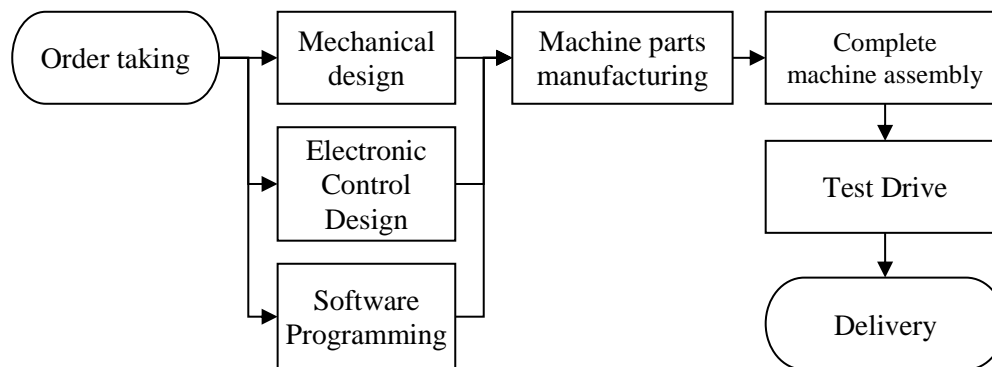 Order taking
Mechanical
design
Electronic
Control
Design
Software
Programming
Machine parts
manufacturing
Complete
machine assembly
Test Drive
Delivery